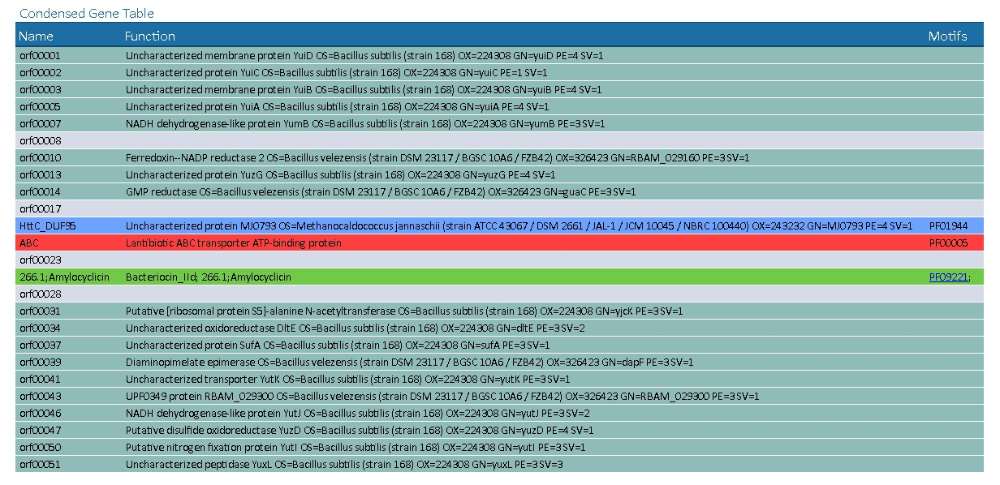 Condensed Gene Table
Name Function Motifs
orf00001 Uncharacterized membrane protein YuiD OS=Bacillus subtilis (strain 168) OX=224308 GN=yuiD PE=4 SV=1
orf00002 Uncharacterized protein YuiC OS=Bacillus subtilis (strain 168) OX=224308 GN=yuiC PE=1 SV=1
orf00003 Uncharacterized membrane protein YuiB OS=Bacillus subtilis (strain 168) OX=224308 GN=yuiB PE=4 SV=1
orf00005 Uncharacterized protein YuiA OS=Bacillus subtilis (strain 168) OX=224308 GN=yuiA PE=4 SV=1
orf00007 NADH dehydrogenase-like protein YumB OS=Bacillus subtilis (strain 168) OX=224308 GN=yumB PE=3 SV=1
orf00008
orf00010 Ferredoxin--NADP reductase 2 OS=Bacillus velezensis (strain DSM 23117 / BGSC 10A6 / FZB42) OX=326423 GN=RBAM_029160 PE=3 SV=1
orf00013 Uncharacterized protein YuzG OS=Bacillus subtilis (strain 168) OX=224308 GN=yuzG PE=4 SV=1
orf00014 GMP reductase OS=Bacillus velezensis (strain DSM 23117 / BGSC 10A6 / FZB42) OX=326423 GN=guaC PE=3 SV=1
orf00017
HttC_DUF95 Uncharacterized protein MJ0793 OS=Methanocaldococcus jannaschii (strain ATCC 43067 / DSM 2661 / JAL-1 / JCM 10045 / NBRC 100440) OX=243232 GN=MJ0793 PE=4 SV=1 PF01944
ABC Lantibiotic ABC transporter ATP-binding protein PF00005
orf00023
266.1;Amylocyclicin Bacteriocin_IId; 266.1;Amylocyclicin PF09221;
orf00028
orf00031 Putative [ribosomal protein S5]-alanine N-acetyltransferase OS=Bacillus subtilis (strain 168) OX=224308 GN=yjcK PE=3 SV=1
orf00034 Uncharacterized oxidoreductase DltE OS=Bacillus subtilis (strain 168) OX=224308 GN=dltE PE=3 SV=2
orf00037 Uncharacterized protein SufA OS=Bacillus subtilis (strain 168) OX=224308 GN=sufA PE=3 SV=1
orf00039 Diaminopimelate epimerase OS=Bacillus velezensis (strain DSM 23117 / BGSC 10A6 / FZB42) OX=326423 GN=dapF PE=3 SV=1
orf00041 Uncharacterized transporter YutK OS=Bacillus subtilis (strain 168) OX=224308 GN=yutK PE=3 SV=1
orf00043 UPF0349 protein RBAM_029300 OS=Bacillus velezensis (strain DSM 23117 / BGSC 10A6 / FZB42) OX=326423 GN=RBAM_029300 PE=3 SV=1
orf00046 NADH dehydrogenase-like protein YutJ OS=Bacillus subtilis (strain 168) OX=224308 GN=yutJ PE=3 SV=2
orf00047 Putative disulfide oxidoreductase YuzD OS=Bacillus subtilis (strain 168) OX=224308 GN=yuzD PE=4 SV=1
orf00050 Putative nitrogen fixation protein YutI OS=Bacillus subtilis (strain 168) OX=224308 GN=yutI PE=3 SV=1
orf00051 Uncharacterized peptidase YuxL OS=Bacillus subtilis (strain 168) OX=224308 GN=yuxL PE=3 SV=3